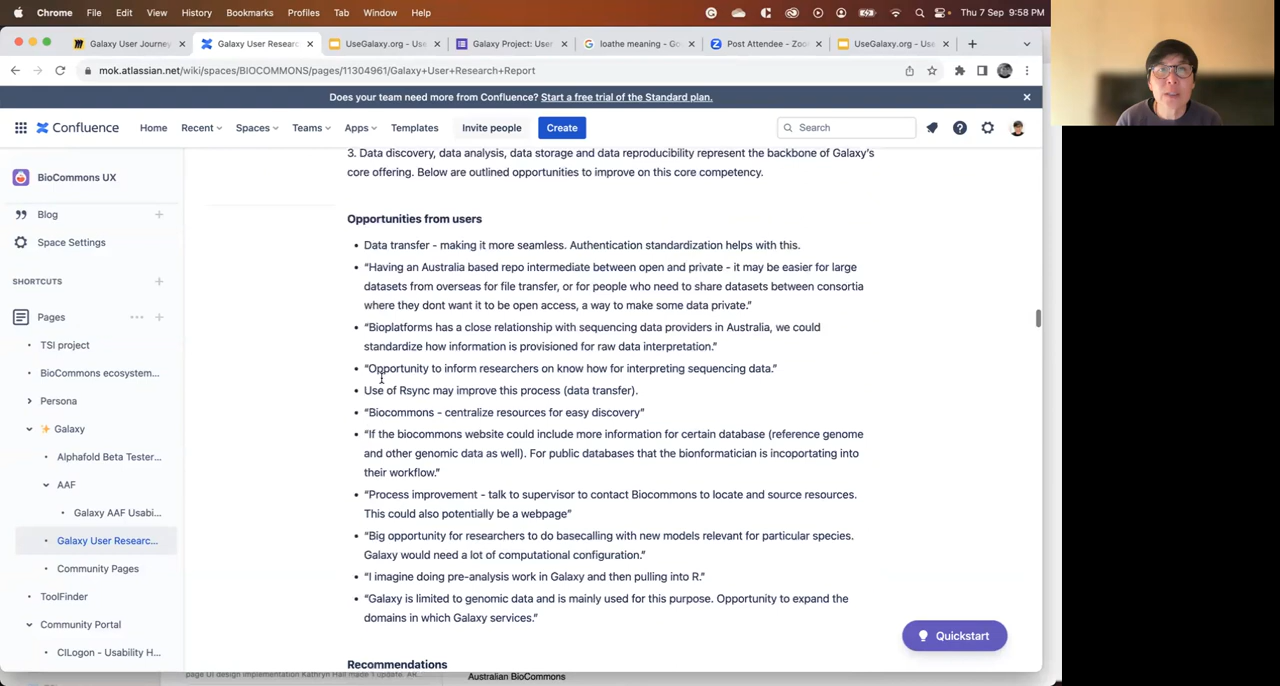 Chrome File Edit View History Bookmarks Profiles Tab Window Help Thu 7 Sep 9:58 PM
Galaxy User Journey Galaxy User Researc UseGalaxy.org - Use Galaxy Project: User loathe meaning - Go Post Attendee - Zoo UseGalaxy.org - Use
mok.atlassian.net/wiki/spaces/BIOCOMMONS/pages/11304961/Galaxy+User+Research+Report
Does your team need more from Confluence? Start a free trial of the Standard plan.
Confluence Home Recent Spaces Teams Apps Templates Invite people Create Search
BioCommons UX
Blog
Space Settings
SHORTCUTS
Pages
TSI project
BioCommons ecosystem...
Persona
Galaxy
Alphafold Beta Tester...
AAF
Galaxy AAF Usabi...
Galaxy User Researc...
Community Pages
ToolFinder
Community Portal
CILogon - Usability H...
3. Data discovery, data analysis, data storage and data reproducibility represent the backbone of Galaxy's
core offering. Below are outlined opportunities to improve on this core competency.
Opportunities from users
• Data transfer - making it more seamless. Authentication standardization helps with this.
• “Having an Australia based repo intermediate between open and private - it may be easier for large
datasets from overseas for file transfer, or for people who need to share datasets between consortia
where they dont want it to be open access, a way to make some data private.”
• “Bioplatforms has a close relationship with sequencing data providers in Australia, we could
standardize how information is provisioned for raw data interpretation.”
• “Opportunity to inform researchers on know how for interpreting sequencing data.”
• Use of Rsync may improve this process (data transfer).
• “Biocommons - centralize resources for easy discovery”
• “If the biocommons website could include more information for certain database (reference genome
and other genomic data as well). For public databases that the bionformatician is incoportating into
their workflow.”
• “Process improvement - talk to supervisor to contact Biocommons to locate and source resources.
This could also potentially be a webpage”
• “Big opportunity for researchers to do basecalling with new models relevant for particular species.
Galaxy would need a lot of computational configuration.”
• “I imagine doing pre-analysis work in Galaxy and then pulling into R.”
• “Galaxy is limited to genomic data and is mainly used for this purpose. Opportunity to expand the
domains in which Galaxy services.”
Recommendations
Quickstart
page UI design implementation Kathryn Hall made 1 update
Australian BioCommons